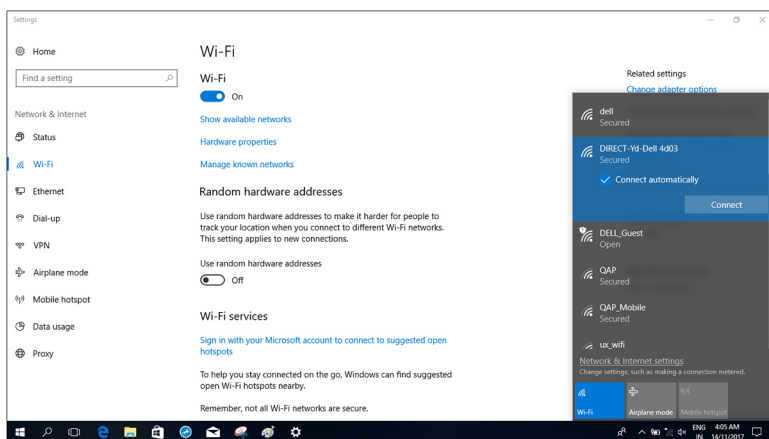 Settings
Home
Find a setting
Network & Internet
Status
Wi-Fi
Ethernet
Dial-up
VPN
Airplane mode
Mobile hotspot
Data usage
Proxy
Wi-Fi
Wi-Fi
On
Show available networks
Hardware properties
Manage known networks
Random hardware addresses
Use random hardware addresses to make it harder for people to
track your location when you connect to different Wi-Fi networks.
This setting applies to new connections.
Use random hardware addresses
Off
Wi-Fi services
Sign in with your Microsoft account to connect to suggested open
hotspots
To help you stay connected on the go, Windows can find suggested
open Wi-Fi hotspots nearby.
Remember, not all Wi-Fi networks are secure.
Related settings
Change adapter options
dell
Secured
DIRECT-Yd-Dell 4d03
Secured
Connect automatically
Connect
DELL_Guest
Open
QAP
Secured
QAP_Mobile
Secured
ux_wifi
Network & Internet settings
Change settings, such as making a connection metered.
Wi-Fi
Airplane mode
Mobile hotspot
ENG 4:05 AM
IN 14/11/2017